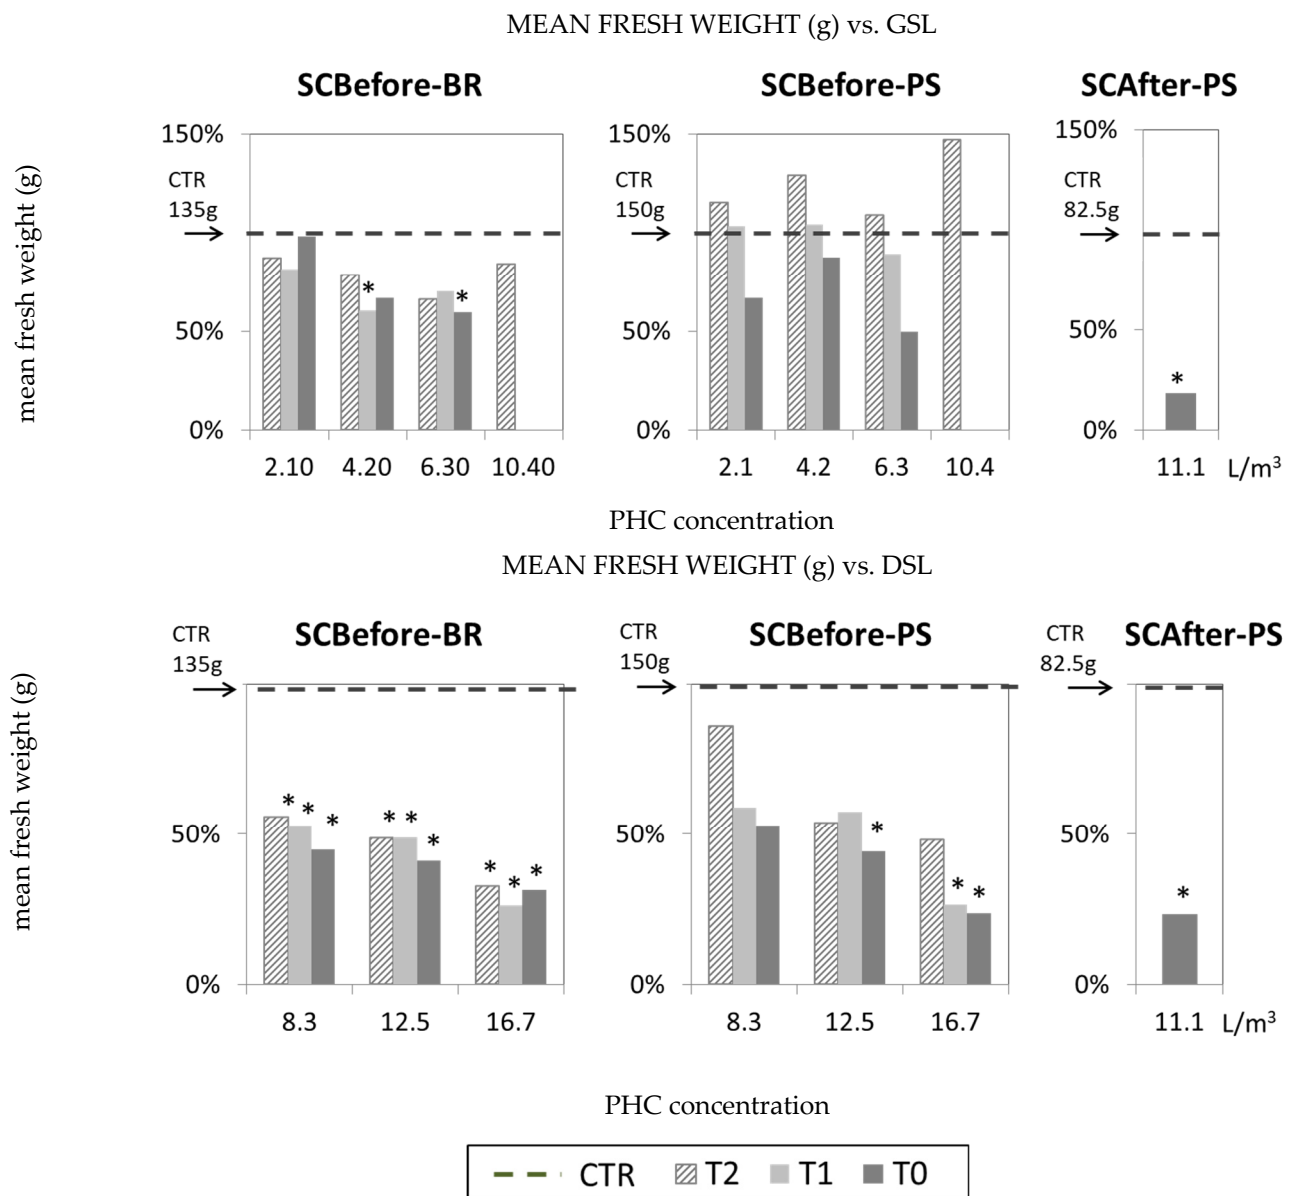 MEAN FRESH WEIGHT (g) vs. GSL
SCBefore-BR
SCBefore-PS
SCAfter-PS
mean fresh weight (g)
150%
CTR
135g
50%
0%
2.10 4.20 6.30 10.40
* *
150%
CTR
150g
50%
0%
2.1 4.2 6.3 10.4
150%
CTR
82.5g
50%
0%
*
11.1 L/m³
PHC concentration
MEAN FRESH WEIGHT (g) vs. DSL
SCBefore-BR
SCBefore-PS
SCAfter-PS
mean fresh weight (g)
CTR
135g
50%
0%
* * * * * * * * *
8.3 12.5 16.7
CTR
150g
50%
0%
* * *
8.3 12.5 16.7
CTR
82.5g
50%
0%
*
11.1 L/m³
PHC concentration
CTR T2 T1 T0